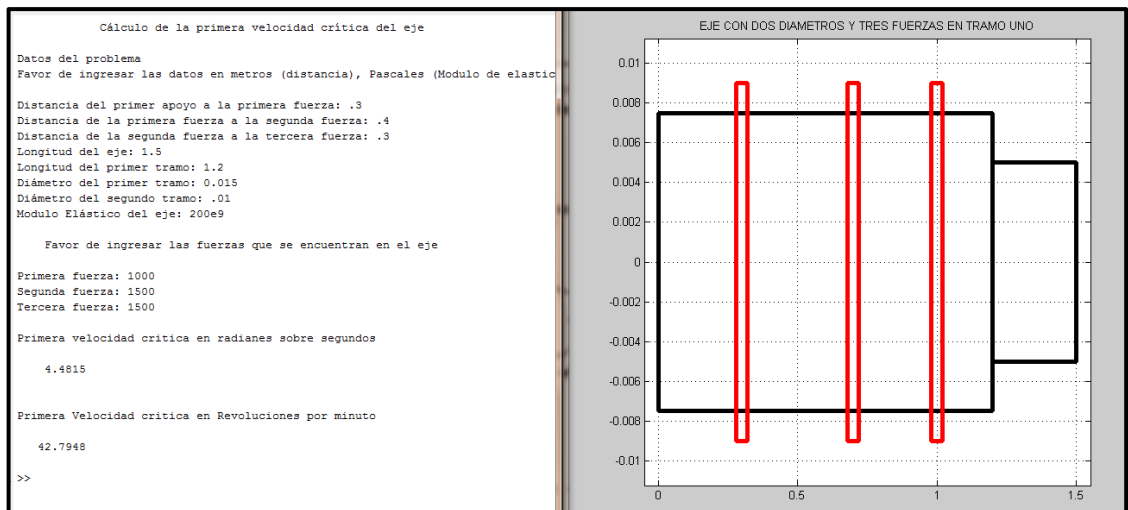 Cálculo de la primera velocidad crítica del eje
Datos del problema
Favor de ingresar las datos en metros (distancia), Pascales (Modulo de elastic
Distancia del primer apoyo a la primera fuerza: .3
Distancia de la primera fuerza a la segunda fuerza: .4
Distancia de la segunda fuerza a la tercera fuerza: .3
Longitud del eje: 1.5
Longitud del primer tramo: 1.2
Diámetro del primer tramo: 0.015
Diámetro del segundo tramo: .01
Modulo Elástico del eje: 200e9
Favor de ingresar las fuerzas que se encuentran en el eje
Primera fuerza: 1000
Segunda fuerza: 1500
Tercera fuerza: 1500
Primera velocidad critica en radianes sobre segundos
4.4815
Primera Velocidad critica en Revoluciones por minuto
42.7948
>>
EJE CON DOS DIAMETROS Y TRES FUERZAS EN TRAMO UNO
0.01
0.008
0.006
0.004
0.002
0
-0.002
-0.004
-0.006
-0.008
-0.01
0 0.5 1 1.5